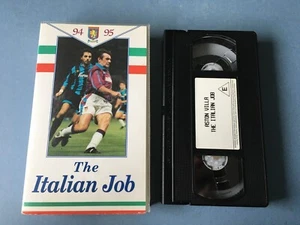 94 95
The
Italian Job
ASTON VILLA
THE ITALIAN JOB
E